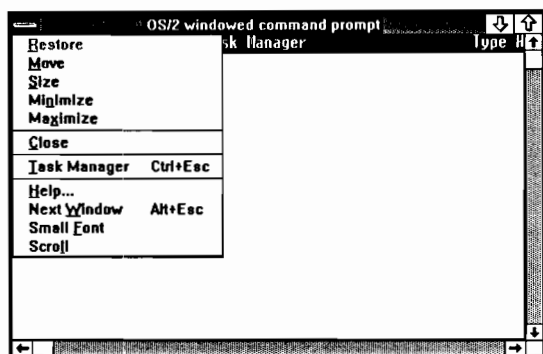 OS/2 windowed command prompt
sk Manager Type H
Restore
Move
Size
Minimize
Maximize
Close
Task Manager Ctrl+Esc
Help...
Next Window Alt+Esc
Small Font
Scroll